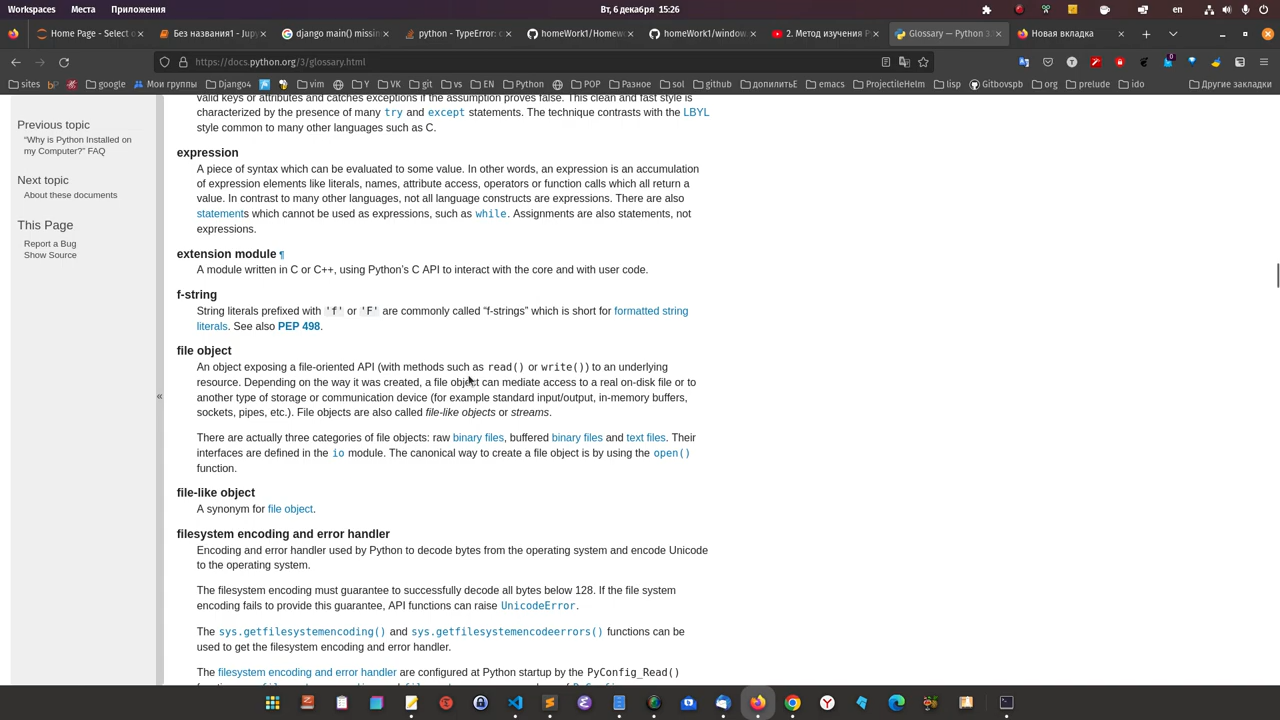 Workspaces Места Приложения Вт, 6 декабря 15:26 en
Home Page - Select o Без названия1 - Jup django main() missin python - TypeError: c homeWork1/Homew homeWork1/window 2. Метод изучения P Glossary — Python 3. Новая вкладка
https://docs.python.org/3/glossary.html
sites b google Мои группы Django4 vim Y VK git vs EN Python POP Разное sol github допилитьЕ emacs ProjectileHelm lisp Gitbovspb org prelude ido Другие закладки
valid keys or attributes and catches exceptions if the assumption proves false. This clean and fast style is
characterized by the presence of many try and except statements. The technique contrasts with the LBYL
style common to many other languages such as C.
Previous topic
“Why is Python Installed on
my Computer?” FAQ
Next topic
About these documents
This Page
Report a Bug
Show Source
«
expression
A piece of syntax which can be evaluated to some value. In other words, an expression is an accumulation
of expression elements like literals, names, attribute access, operators or function calls which all return a
value. In contrast to many other languages, not all language constructs are expressions. There are also
statements which cannot be used as expressions, such as while. Assignments are also statements, not
expressions.
extension module ¶
A module written in C or C++, using Python’s C API to interact with the core and with user code.
f-string
String literals prefixed with 'f' or 'F' are commonly called “f-strings” which is short for formatted string
literals. See also PEP 498.
file object
An object exposing a file-oriented API (with methods such as read() or write()) to an underlying
resource. Depending on the way it was created, a file object can mediate access to a real on-disk file or to
another type of storage or communication device (for example standard input/output, in-memory buffers,
sockets, pipes, etc.). File objects are also called file-like objects or streams.
There are actually three categories of file objects: raw binary files, buffered binary files and text files. Their
interfaces are defined in the io module. The canonical way to create a file object is by using the open()
function.
file-like object
A synonym for file object.
filesystem encoding and error handler
Encoding and error handler used by Python to decode bytes from the operating system and encode Unicode
to the operating system.
The filesystem encoding must guarantee to successfully decode all bytes below 128. If the file system
encoding fails to provide this guarantee, API functions can raise UnicodeError.
The sys.getfilesystemencoding() and sys.getfilesystemencodeerrors() functions can be
used to get the filesystem encoding and error handler.
The filesystem encoding and error handler are configured at Python startup by the PyConfig_Read()